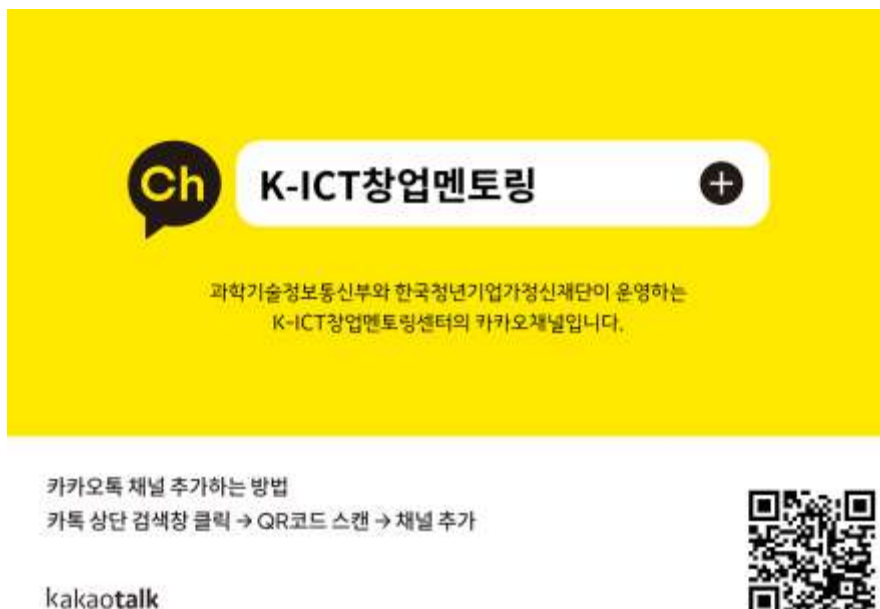 Ch
K-ICT창업멘토링
과학기술정보통신부와 한국청년기업가정신재단이 운영하는
K-ICT창업멘토링센터의 카카오채널입니다.
카카오톡 채널 추가하는 방법
카톡 상단 검색창 클릭 → QR코드 스캔 → 채널 추가
kakaotalk